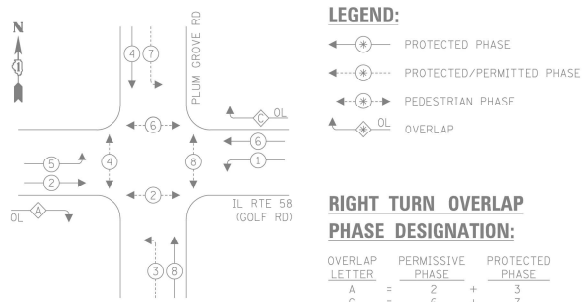 N
4
7
PLUM GROVE RD
C OL
6
6
1
5
4
8
2
2
IL RTE 58
(GOLF RD)
OL A
3
8
LEGEND:
* PROTECTED PHASE
* PROTECTED/PERMITTED PHASE
* PEDESTRIAN PHASE
* OL OVERLAP
RIGHT TURN OVERLAP
PHASE DESIGNATION:
OVERLAP PERMISSIVE PROTECTED
LETTER PHASE PHASE
A = 2 + 3
C = 6 + 7